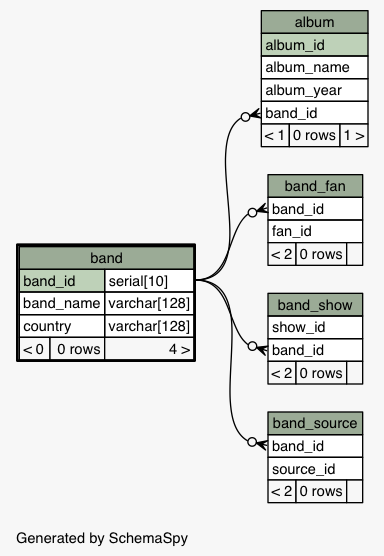 album
album_id
album_name
album_year
band_id
< 1 0 rows 1 >
band_fan
band_id
fan_id
< 2 0 rows
band
band_id serial[10]
band_name varchar[128]
country varchar[128]
< 0 0 rows 4 >
band_show
show_id
band_id
< 2 0 rows
band_source
band_id
source_id
< 2 0 rows
Generated by SchemaSpy